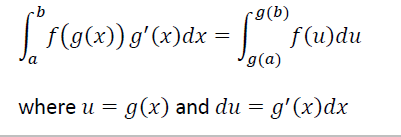 ∫_a^b f(g(x)) g′(x)dx = ∫_{g(a)}^{g(b)} f(u)du
where u = g(x) and du = g′(x)dx